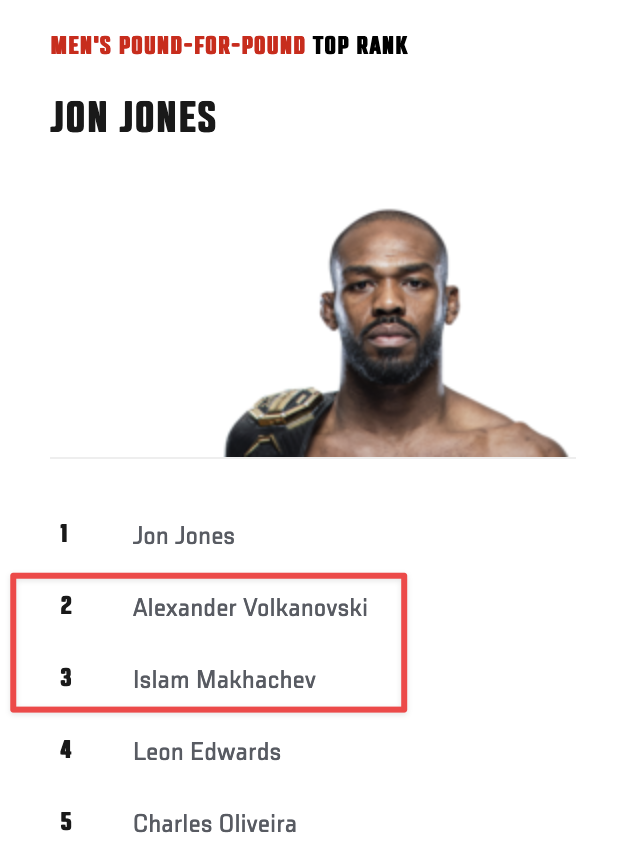 MEN'S POUND-FOR-POUND TOP RANK
JON JONES
1 Jon Jones
2 Alexander Volkanovski
3 Islam Makhachev
4 Leon Edwards
5 Charles Oliveira